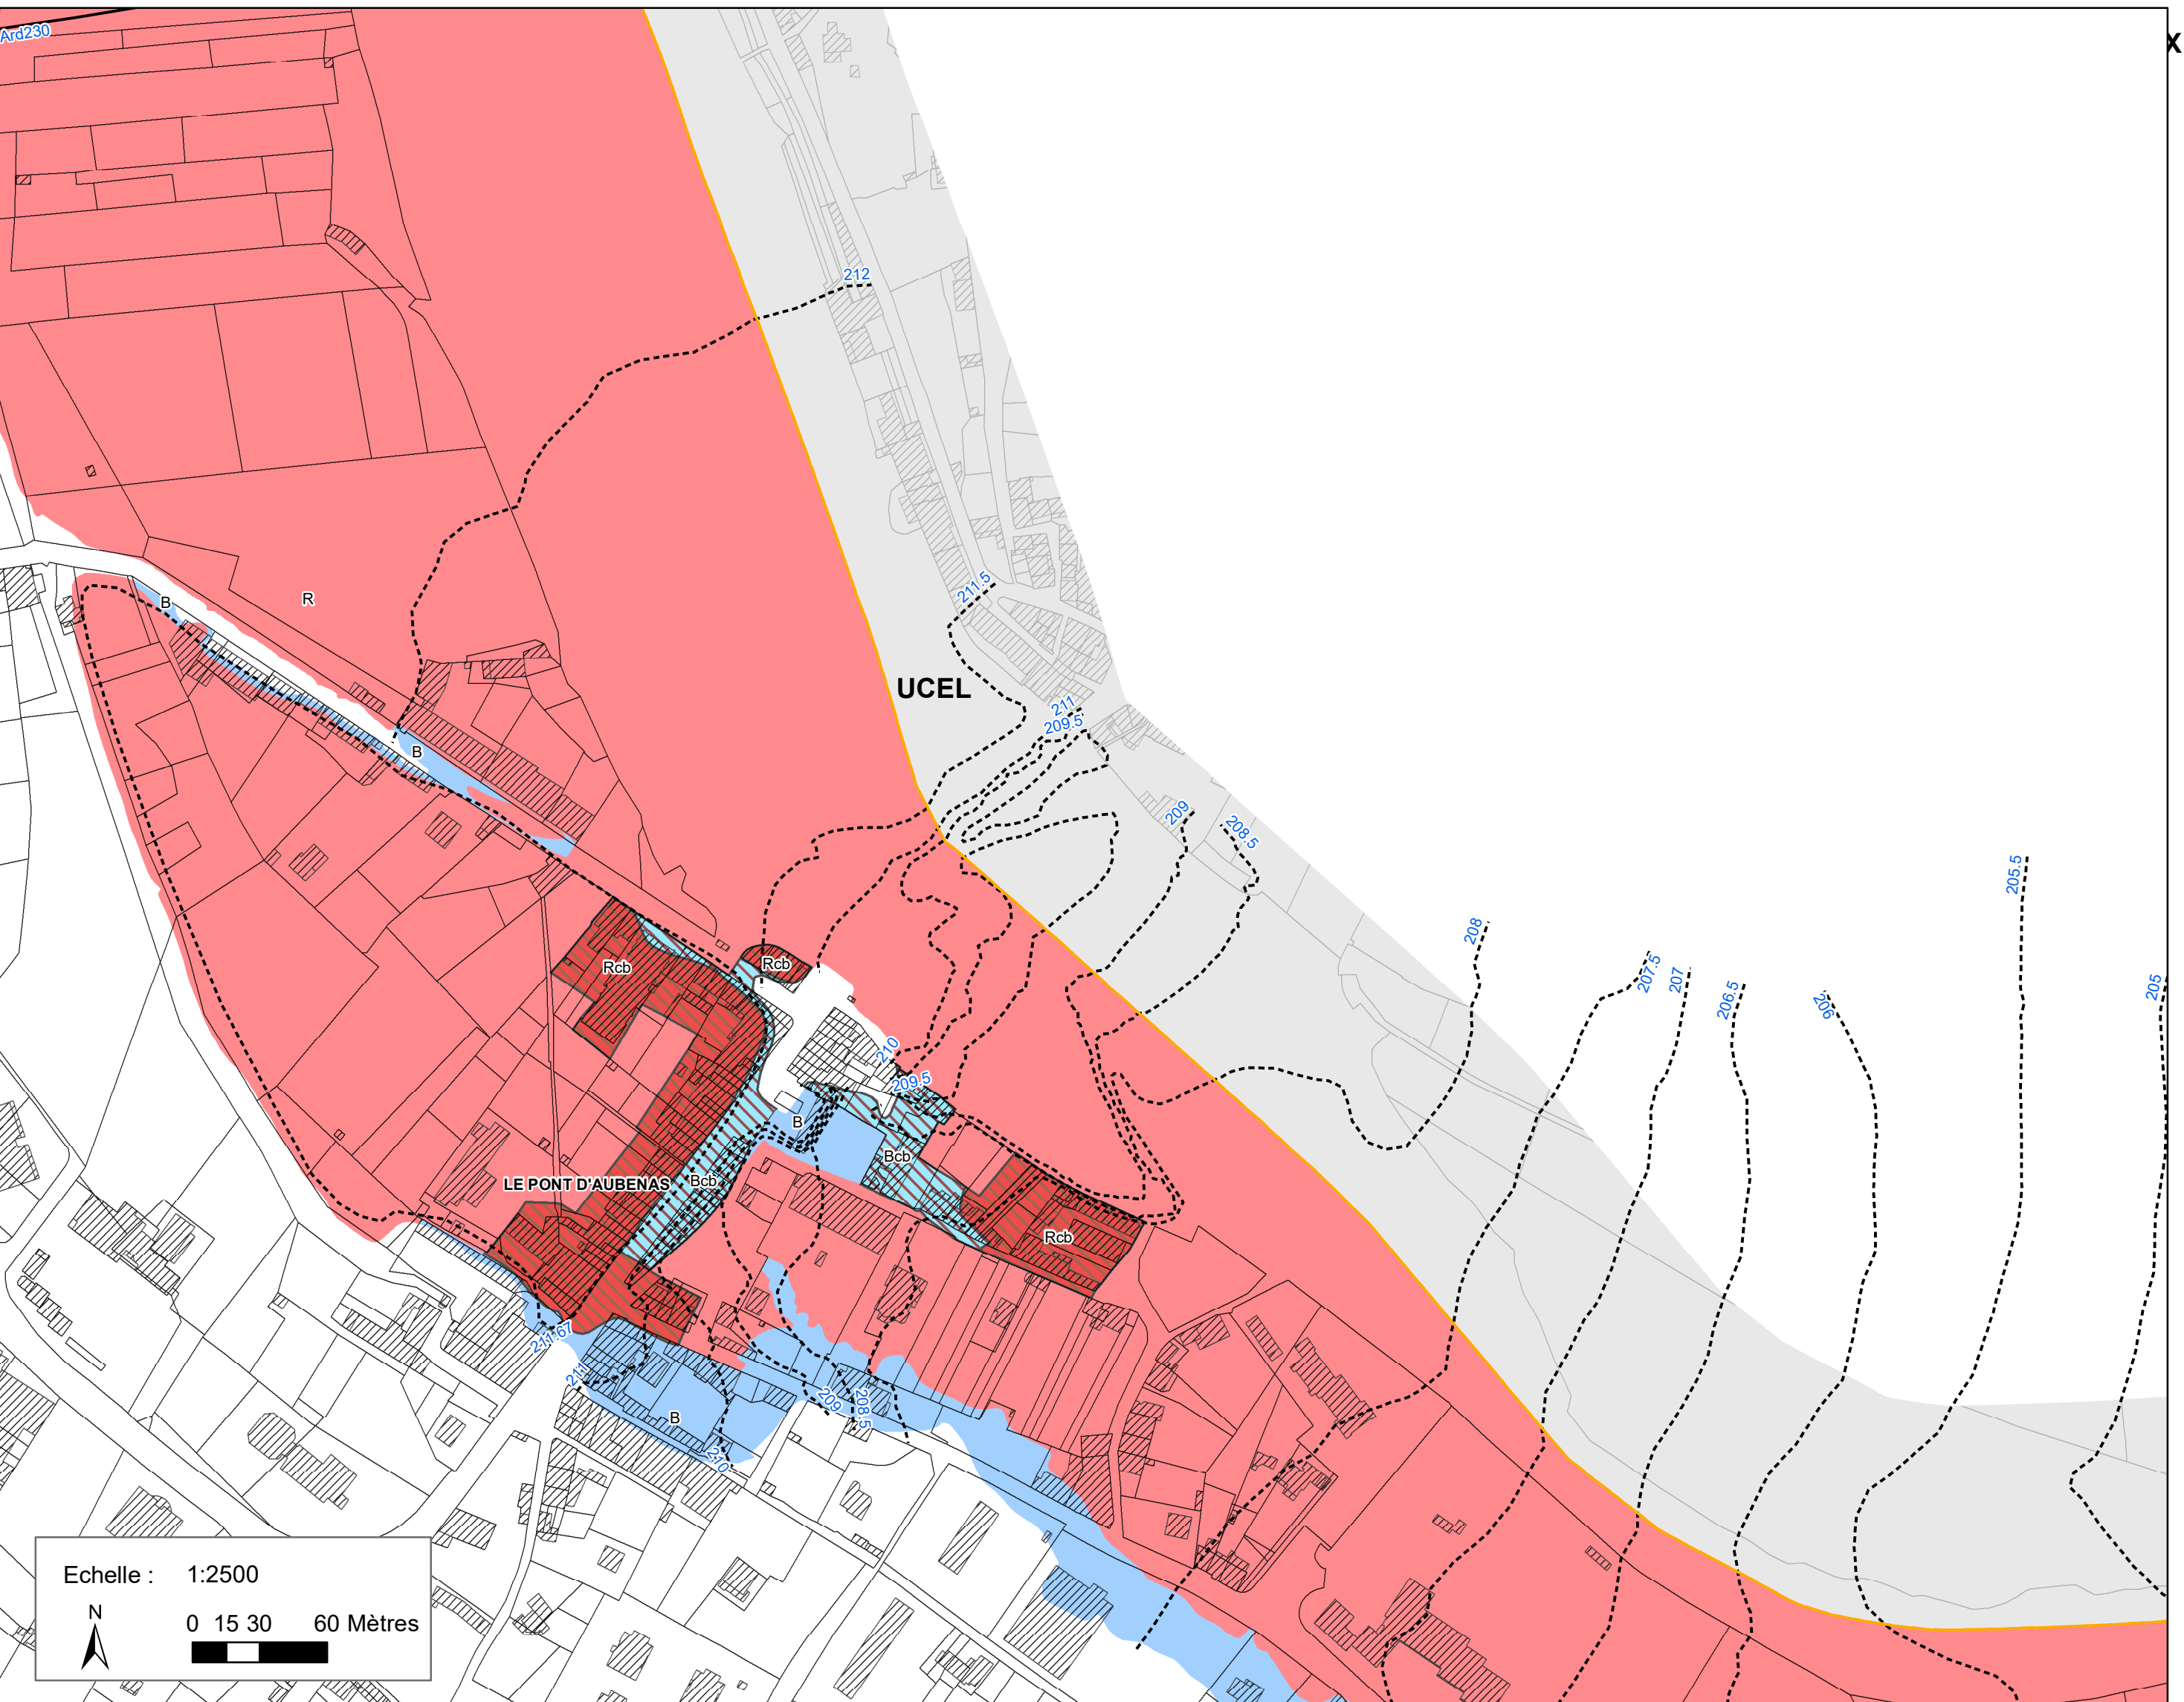 Ard230
X
212
211.5
B
R
UCEL
211
209.5
B
209
208.5
205.5
208
207.5
207
206.5
206
205
Rcb
Rcb
210
209.5
B
Bcb
LE PONT D'AUBENAS
Bcb
Rcb
211.67
211
209
208.5
B
210
Echelle : 1:2500
N
0 15 30 60 Mètres